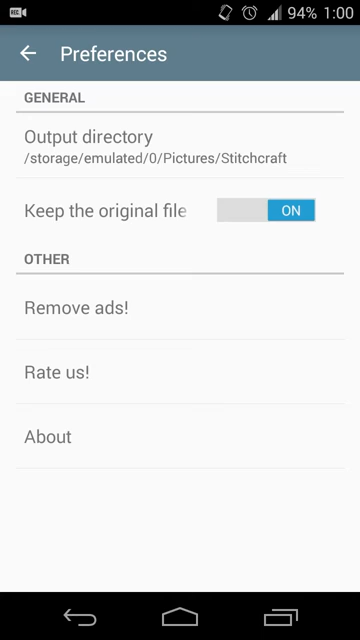 REC 94% 1:00
Preferences
GENERAL
Output directory
/storage/emulated/0/Pictures/Stitchcraft
Keep the original file ON
OTHER
Remove ads!
Rate us!
About